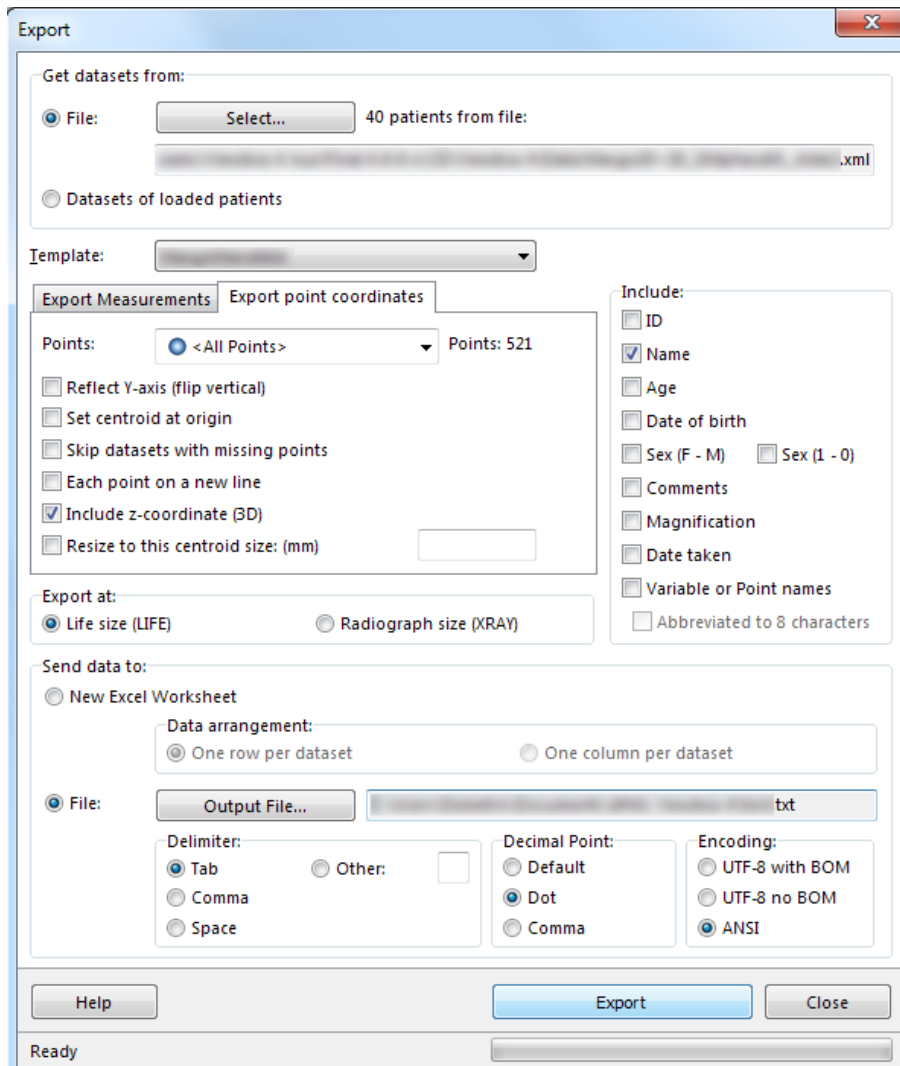 Export
Get datasets from:
File:
Select...
40 patients from file:
.xml
Datasets of loaded patients
Template:
Export Measurements
Export point coordinates
Points:
<All Points>
Points: 521
Reflect Y-axis (flip vertical)
Set centroid at origin
Skip datasets with missing points
Each point on a new line
Include z-coordinate (3D)
Resize to this centroid size: (mm)
Include:
ID
Name
Age
Date of birth
Sex (F - M)
Sex (1 - 0)
Comments
Magnification
Date taken
Variable or Point names
Abbreviated to 8 characters
Export at:
Life size (LIFE)
Radiograph size (XRAY)
Send data to:
New Excel Worksheet
Data arrangement:
One row per dataset
One column per dataset
File:
Output File...
txt
Delimiter:
Tab
Other:
Comma
Space
Decimal Point:
Default
Dot
Comma
Encoding:
UTF-8 with BOM
UTF-8 no BOM
ANSI
Help
Export
Close
Ready